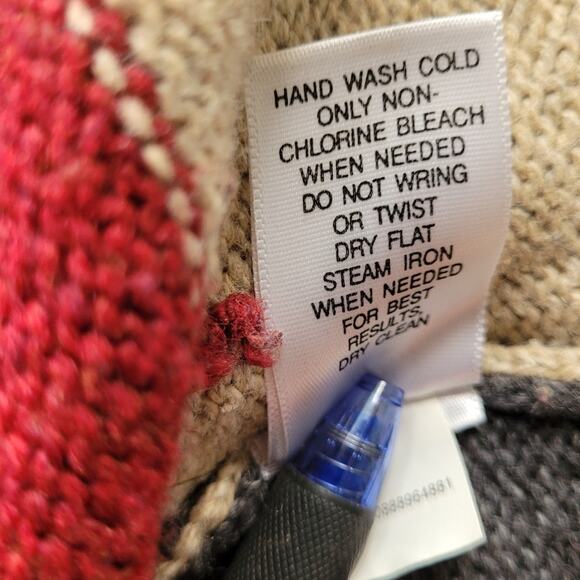 HAND WASH COLD
ONLY NON-
CHLORINE BLEACH
WHEN NEEDED
DO NOT WRING
OR TWIST
DRY FLAT
STEAM IRON
WHEN NEEDED
FOR BEST
RESULTS,
DRY CLEAN
0888964881